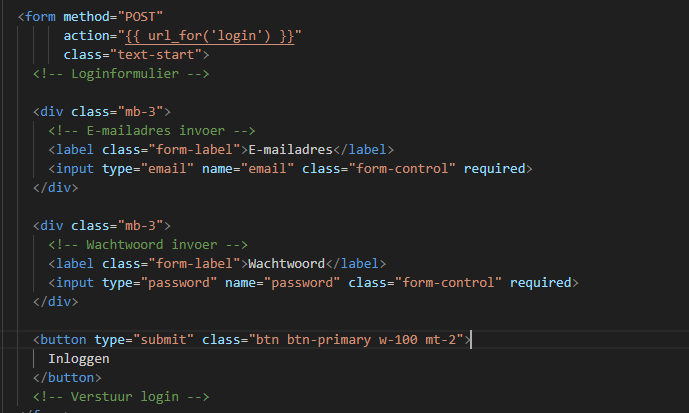 <form method="POST"
action="{{ url_for('login') }}"
class="text-start">
<!-- Loginformulier -->
<div class="mb-3">
<!-- E-mailadres invoer -->
<label class="form-label">E-mailadres</label>
<input type="email" name="email" class="form-control" required>
</div>
<div class="mb-3">
<!-- Wachtwoord invoer -->
<label class="form-label">Wachtwoord</label>
<input type="password" name="password" class="form-control" required>
</div>
<button type="submit" class="btn btn-primary w-100 mt-2">
Inloggen
</button>
<!-- Verstuur login -->